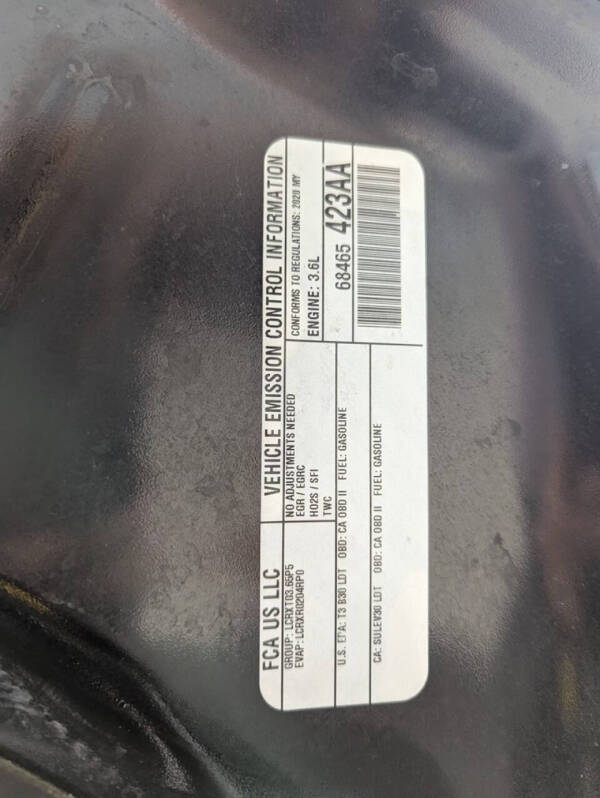 FCA US LLC
VEHICLE EMISSION CONTROL INFORMATION
GROUP: LCRXT03.65P5
EVAP: LCRXR0204RP0
NO ADJUSTMENTS NEEDED
EGR / EGRC
HO2S / SFI
TWC
CONFORMS TO REGULATIONS: 2020 MY
ENGINE: 3.6L
68465 423AA
U.S. EPA: T3 B30 LDT OBD: CA OBD II FUEL: GASOLINE
CA: SULEV30 LDT OBD: CA OBD II FUEL: GASOLINE